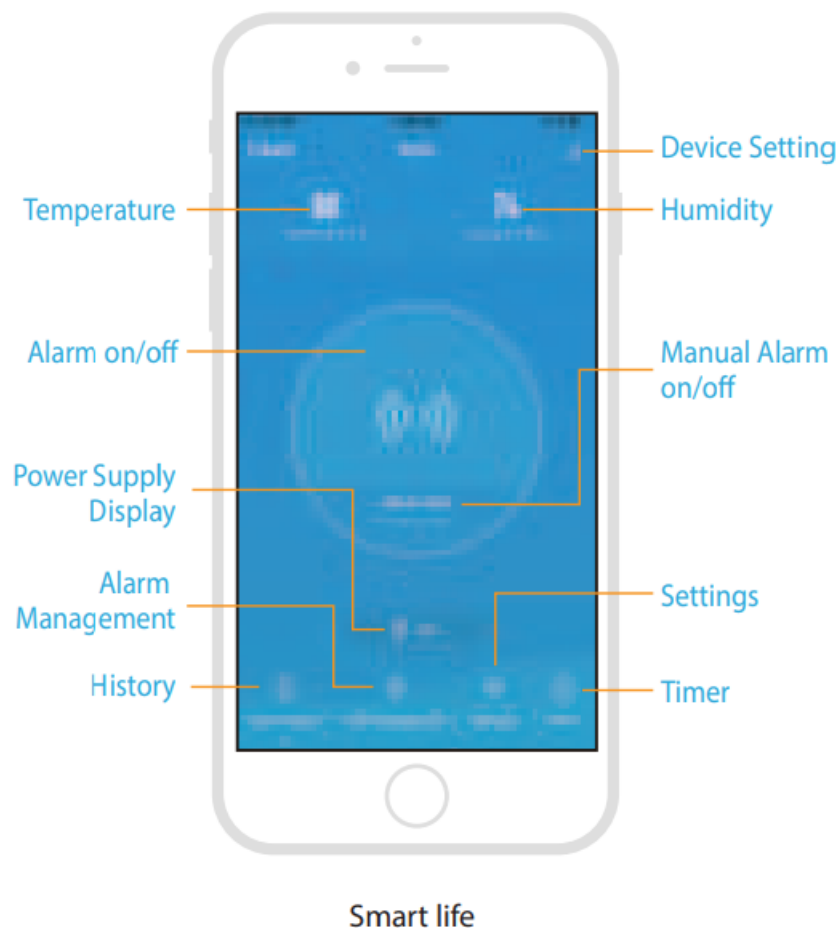 Device Setting
Temperature
Humidity
Alarm on/off
Manual Alarm
on/off
Power Supply
Display
Alarm
Management
Settings
History
Timer
Smart life